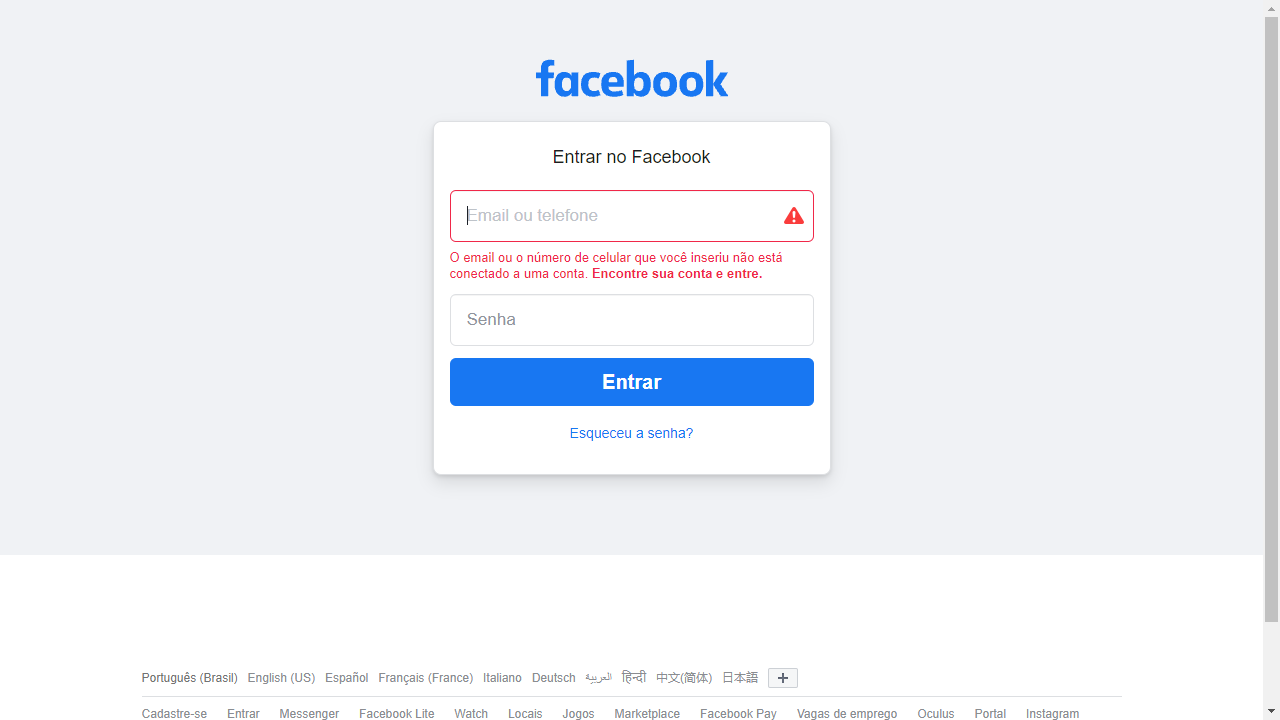 facebook
Entrar no Facebook
Email ou telefone
O email ou o número de celular que você inseriu não está
conectado a uma conta. Encontre sua conta e entre.
Senha
Entrar
Esqueceu a senha?
Português (Brasil) English (US) Español Français (France) Italiano Deutsch العربية हिन्दी 中文(简体) 日本語
Cadastre-se Entrar Messenger Facebook Lite Watch Locais Jogos Marketplace Facebook Pay Vagas de emprego Oculus Portal Instagram